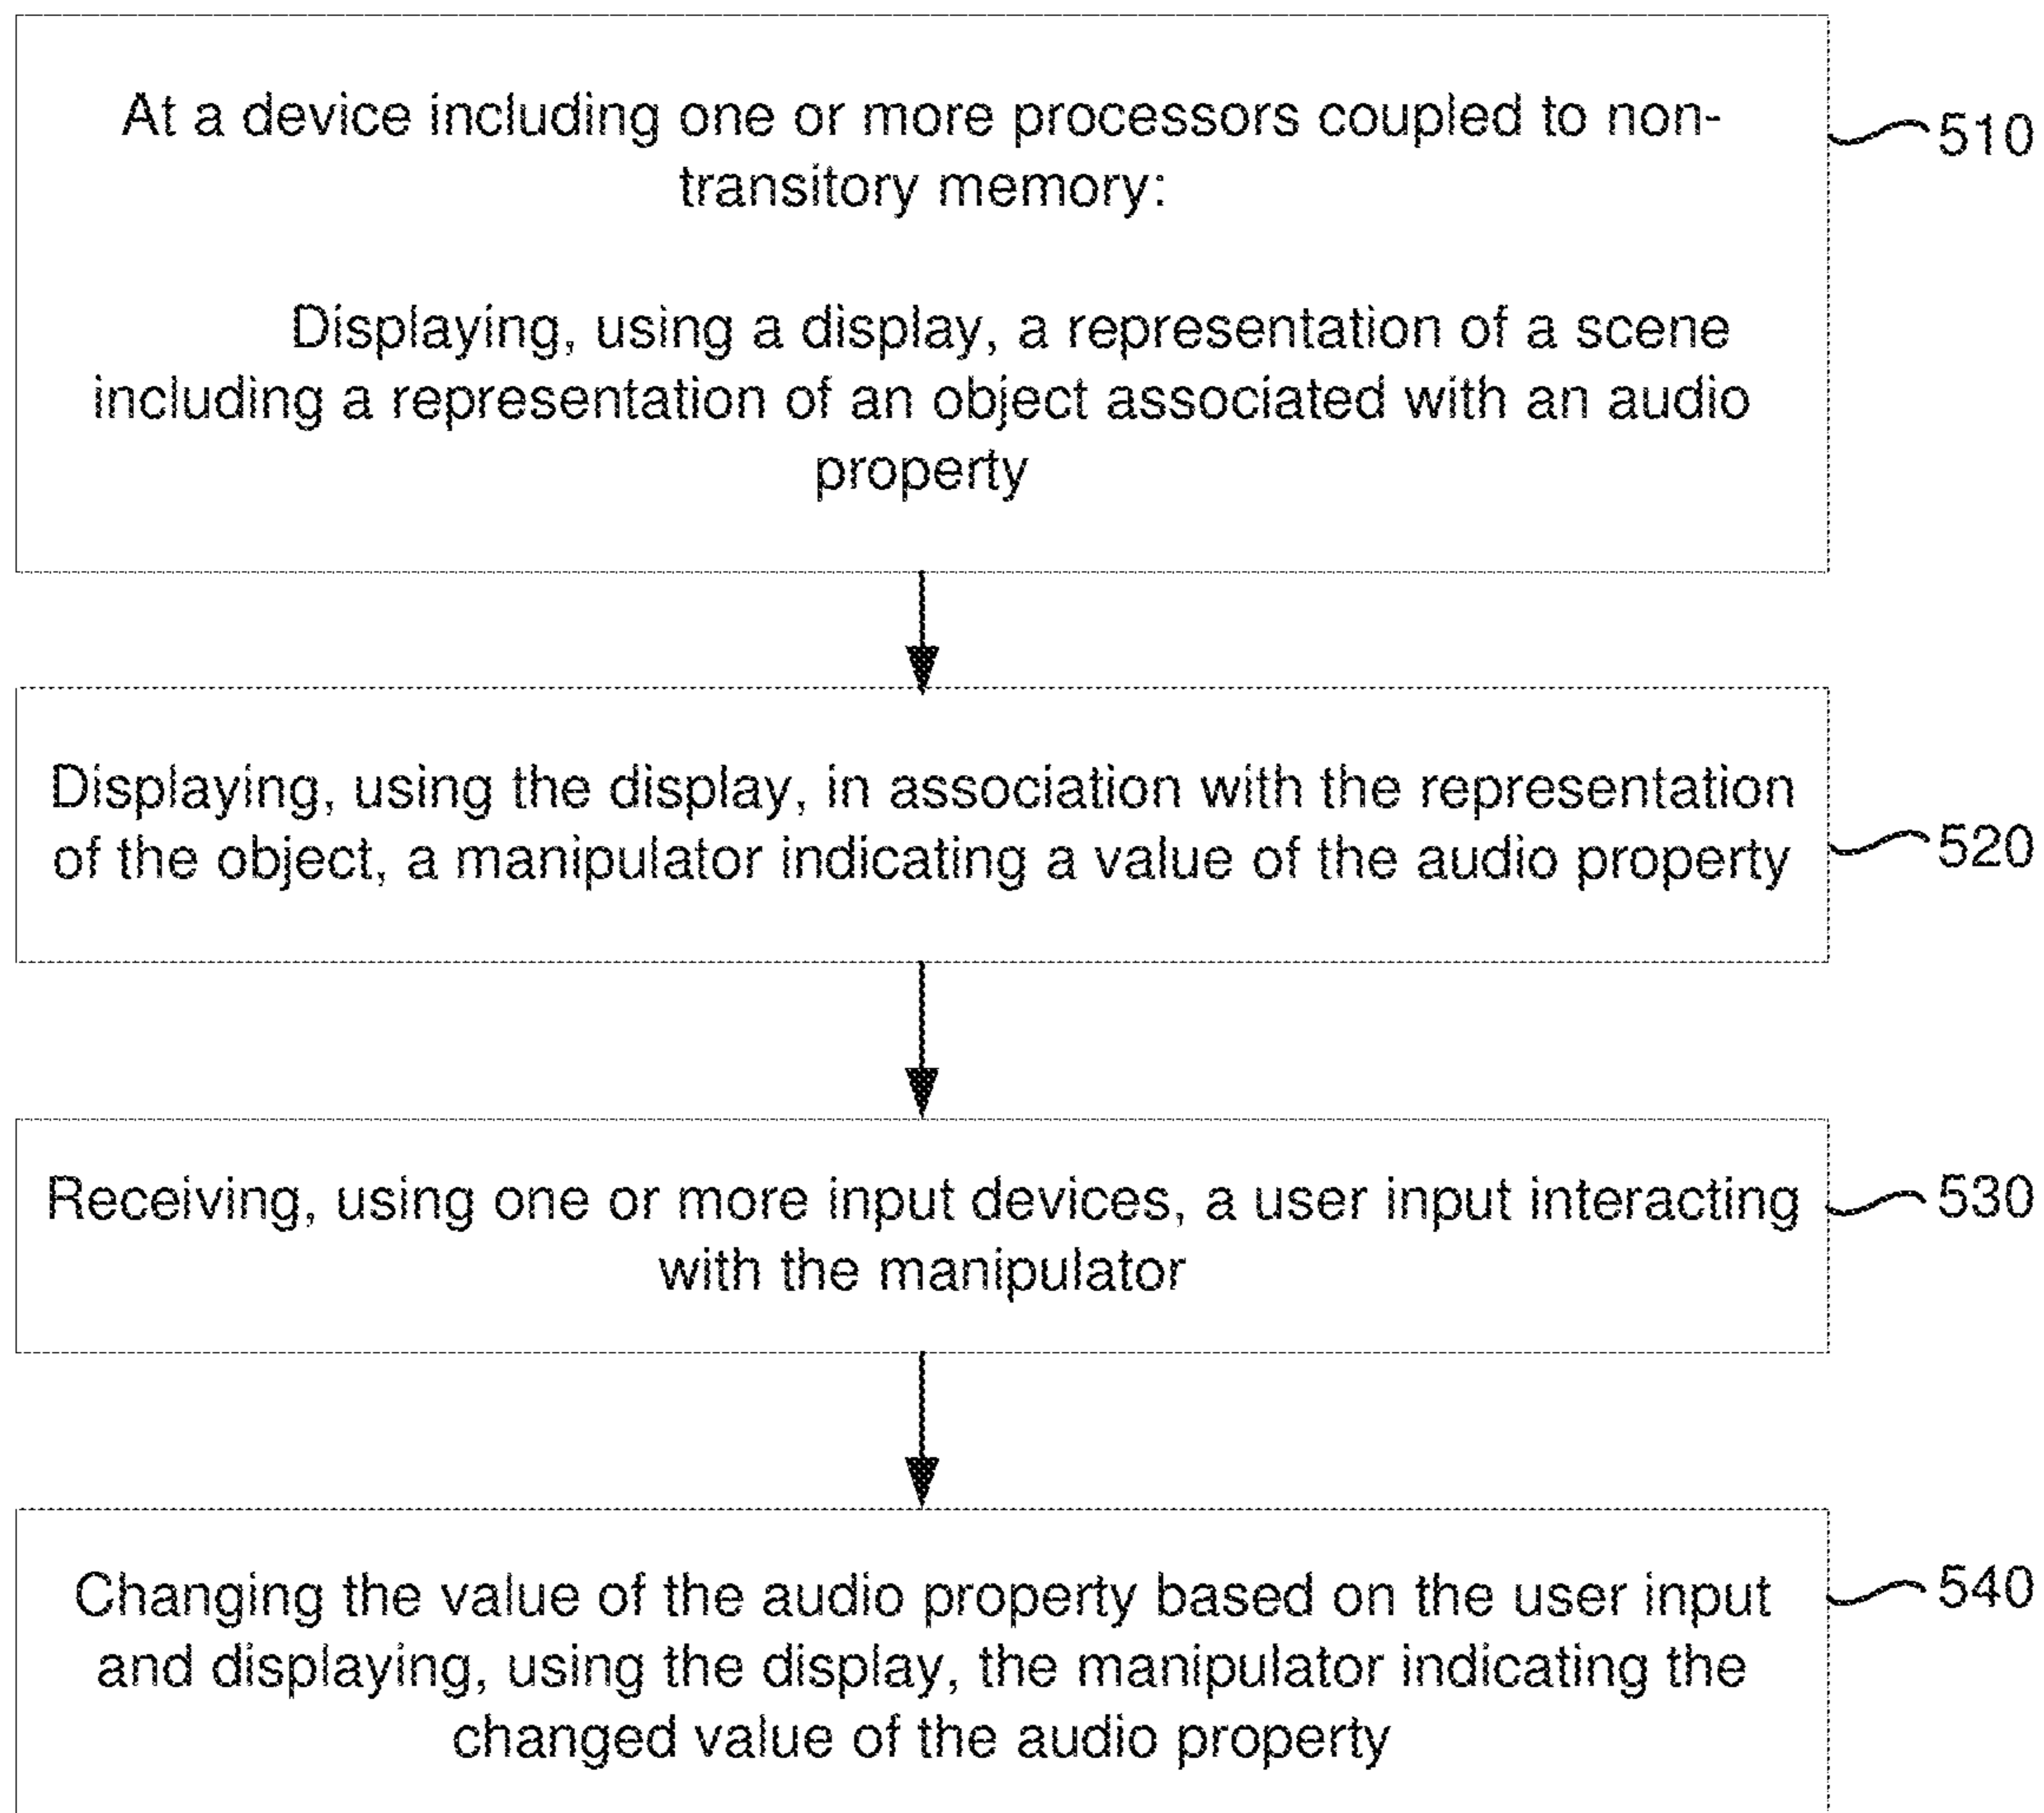 At a device including one or more processors coupled to non-
transitory memory:
510
Displaying, using a display, a representation of a scene
including a representation of an object associated with an audio
property
Displaying, using the display, in association with the representation
of the object, a manipulator indicating a value of the audio property
520
Receiving, using one or more input devices, a user input interacting
with the manipulator
530
Changing the value of the audio property based on the user input
and displaying, using the display, the manipulator indicating the
changed value of the audio property
540